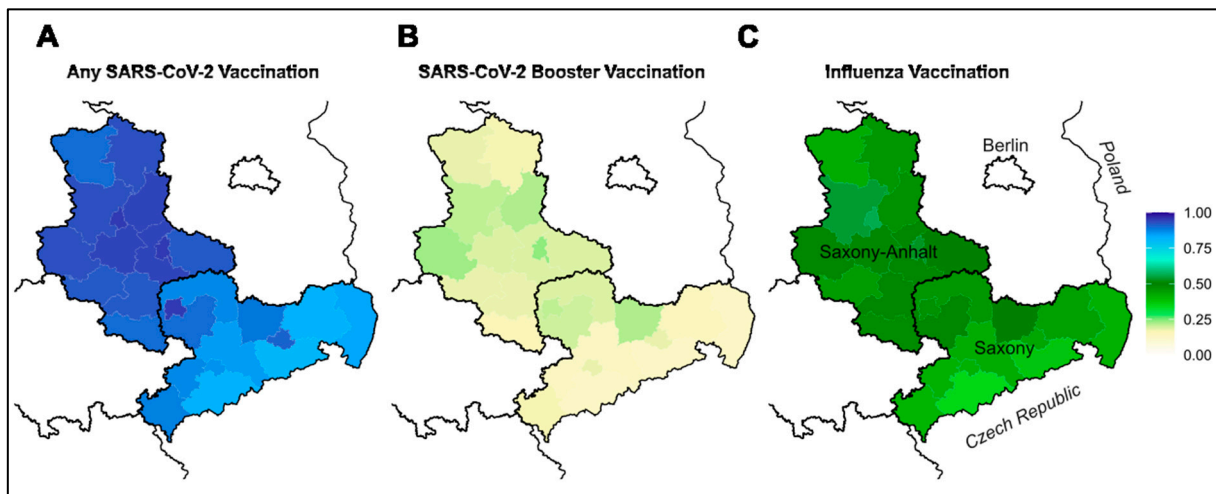 A
B
C
Any SARS-CoV-2 Vaccination
SARS-CoV-2 Booster Vaccination
Influenza Vaccination
Berlin
Poland
1.00
0.75
0.50
0.25
0.00
Saxony-Anhalt
Saxony
Czech Republic